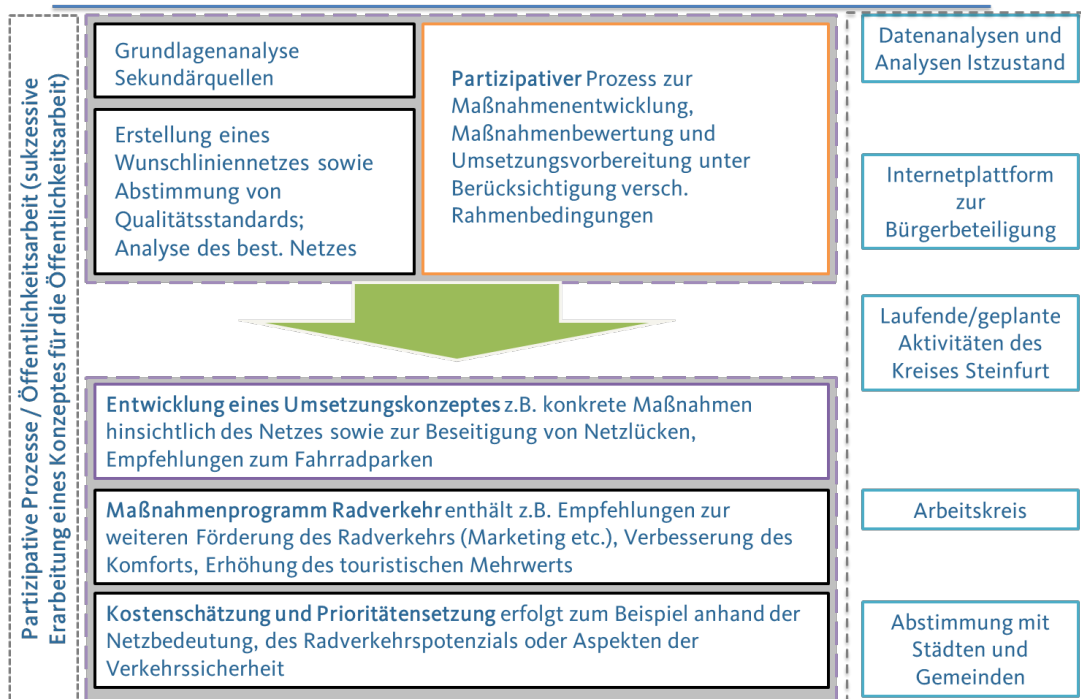 Partizipative Prozesse / Öffentlichkeitsarbeit (sukzessive
Erarbeitung eines Konzeptes für die Öffentlichkeitsarbeit)
Grundlagenanalyse
Sekundärquellen
Erstellung eines
Wunschliniennetzes sowie
Abstimmung von
Qualitätsstandards;
Analyse des best. Netzes
Partizipativer Prozess zur
Maßnahmenentwicklung,
Maßnahmenbewertung und
Umsetzungsvorbereitung unter
Berücksichtigung versch.
Rahmenbedingungen
Entwicklung eines Umsetzungskonzeptes z.B. konkrete Maßnahmen
hinsichtlich des Netzes sowie zur Beseitigung von Netzlücken,
Empfehlungen zum Fahrradparken
Maßnahmenprogramm Radverkehr enthält z.B. Empfehlungen zur
weiteren Förderung des Radverkehrs (Marketing etc.), Verbesserung des
Komforts, Erhöhung des touristischen Mehrwerts
Kostenschätzung und Prioritätensetzung erfolgt zum Beispiel anhand der
Netzbedeutung, des Radverkehrspotenzials oder Aspekten der
Verkehrssicherheit
Datenanalysen und
Analysen Istzustand
Internetplattform
zur
Bürgerbeteiligung
Laufende/geplante
Aktivitäten des
Kreises Steinfurt
Arbeitskreis
Abstimmung mit
Städten und
Gemeinden